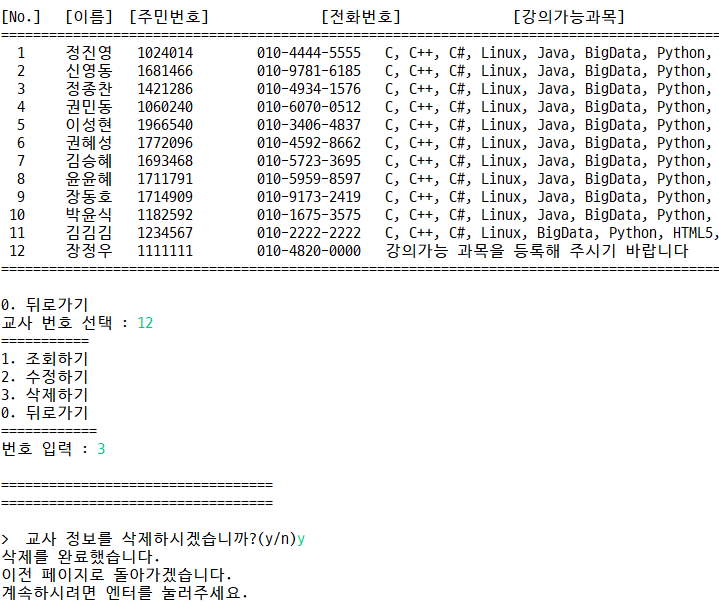 [No.] [이름] [주민번호] [전화번호] [강의가능과목]
==========================================================================================
1 정진영 1024014 010-4444-5555 C, C++, C#, Linux, Java, BigData, Python,
2 신영동 1681466 010-9781-6185 C, C++, C#, Linux, Java, BigData, Python,
3 정종찬 1421286 010-4934-1576 C, C++, C#, Linux, Java, BigData, Python,
4 권민동 1060240 010-6070-0512 C, C++, C#, Linux, Java, BigData, Python,
5 이성현 1966540 010-3406-4837 C, C++, C#, Linux, Java, BigData, Python,
6 권혜성 1772096 010-4592-8662 C, C++, C#, Linux, Java, BigData, Python,
7 김승혜 1693468 010-5723-3695 C, C++, C#, Linux, Java, BigData, Python,
8 윤윤혜 1711791 010-5959-8597 C, C++, C#, Linux, Java, BigData, Python,
9 장동호 1714909 010-9173-2419 C, C++, C#, Linux, Java, BigData, Python,
10 박윤식 1182592 010-1675-3575 C, C++, C#, Linux, Java, BigData, Python,
11 김김김 1234567 010-2222-2222 C, C++, C#, Linux, BigData, Python, HTML5,
12 장정우 1111111 010-4820-0000 강의가능 과목을 등록해 주시기 바랍니다
==========================================================================================
0. 뒤로가기
교사 번호 선택 : 12
===========
1. 조회하기
2. 수정하기
3. 삭제하기
0. 뒤로가기
============
번호 입력 : 3
==================================
==================================
> 교사 정보를 삭제하시겠습니까?(y/n)y
삭제를 완료했습니다.
이전 페이지로 돌아가겠습니다.
계속하시려면 엔터를 눌러주세요.